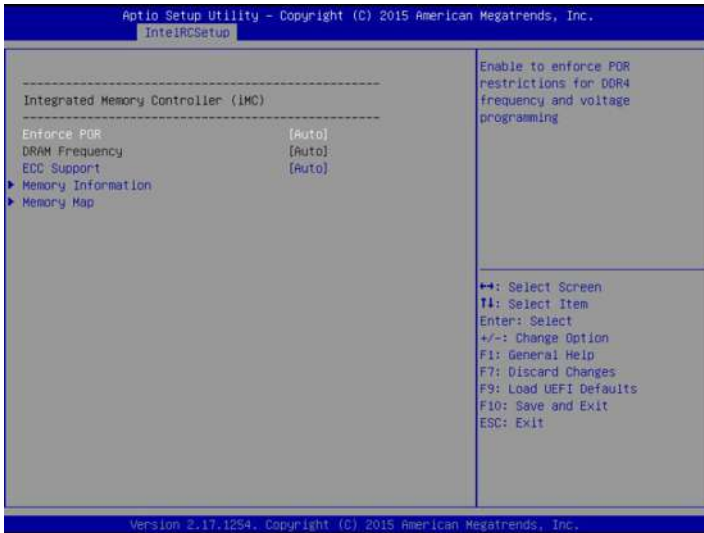 Aptio Setup Utility – Copyright (C) 2015 American Megatrends, Inc.
IntelRCSetup
------------------------------------------------
Integrated Memory Controller (iMC)
------------------------------------------------
Enforce POR [Auto]
DRAM Frequency [Auto]
ECC Support [Auto]
Memory Information
Memory Map
Enable to enforce POR
restrictions for DDR4
frequency and voltage
programming
↔: Select Screen
↑↓: Select Item
Enter: Select
+/-: Change Option
F1: General Help
F7: Discard Changes
F9: Load UEFI Defaults
F10: Save and Exit
ESC: Exit
Version 2.17.1254. Copyright (C) 2015 American Megatrends, Inc.